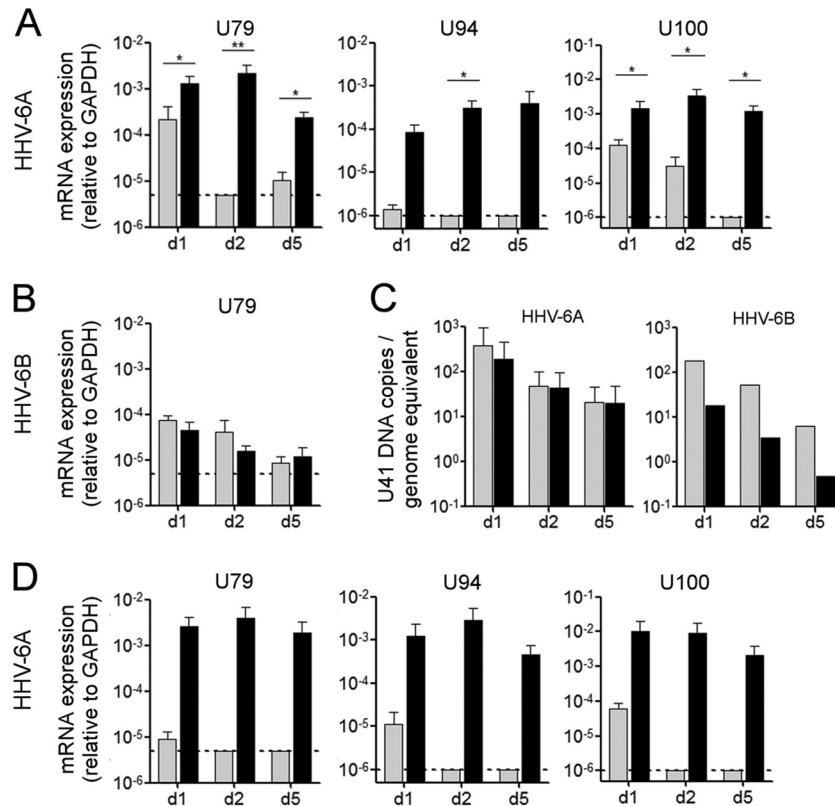 A
HHV-6A
mRNA expression
(relative to GAPDH)
U79
10-2
10-3
10-4
10-5
10-6
*
**
*
d1 d2 d5
U94
10-2
10-3
10-4
10-5
10-6
*
d1 d2 d5
U100
10-1
10-2
10-3
10-4
10-5
10-6
*
*
*
d1 d2 d5
B
HHV-6B
mRNA expression
(relative to GAPDH)
U79
10-2
10-3
10-4
10-5
10-6
d1 d2 d5
C
U41 DNA copies /
genome equivalent
HHV-6A
103
102
101
100
10-1
d1 d2 d5
HHV-6B
103
102
101
100
10-1
d1 d2 d5
D
HHV-6A
mRNA expression
(relative to GAPDH)
U79
10-2
10-3
10-4
10-5
10-6
d1 d2 d5
U94
10-2
10-3
10-4
10-5
10-6
d1 d2 d5
U100
10-1
10-2
10-3
10-4
10-5
10-6
d1 d2 d5